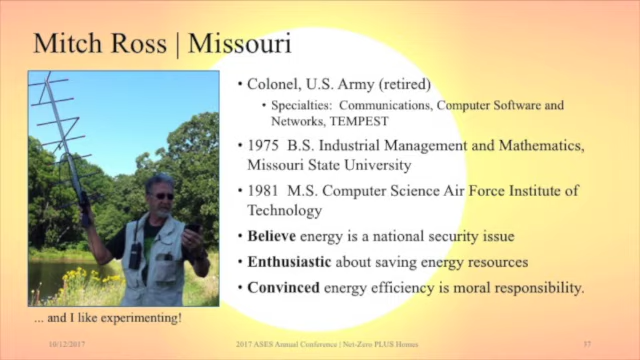 Mitch Ross | Missouri
• Colonel, U.S. Army (retired)
• Specialties: Communications, Computer Software and
Networks, TEMPEST
• 1975 B.S. Industrial Management and Mathematics,
Missouri State University
• 1981 M.S. Computer Science Air Force Institute of
Technology
• Believe energy is a national security issue
• Enthusiastic about saving energy resources
• Convinced energy efficiency is moral responsibility.
... and I like experimenting!
10/12/2017
2017 ASES Annual Conference | Net-Zero PLUS Homes
37